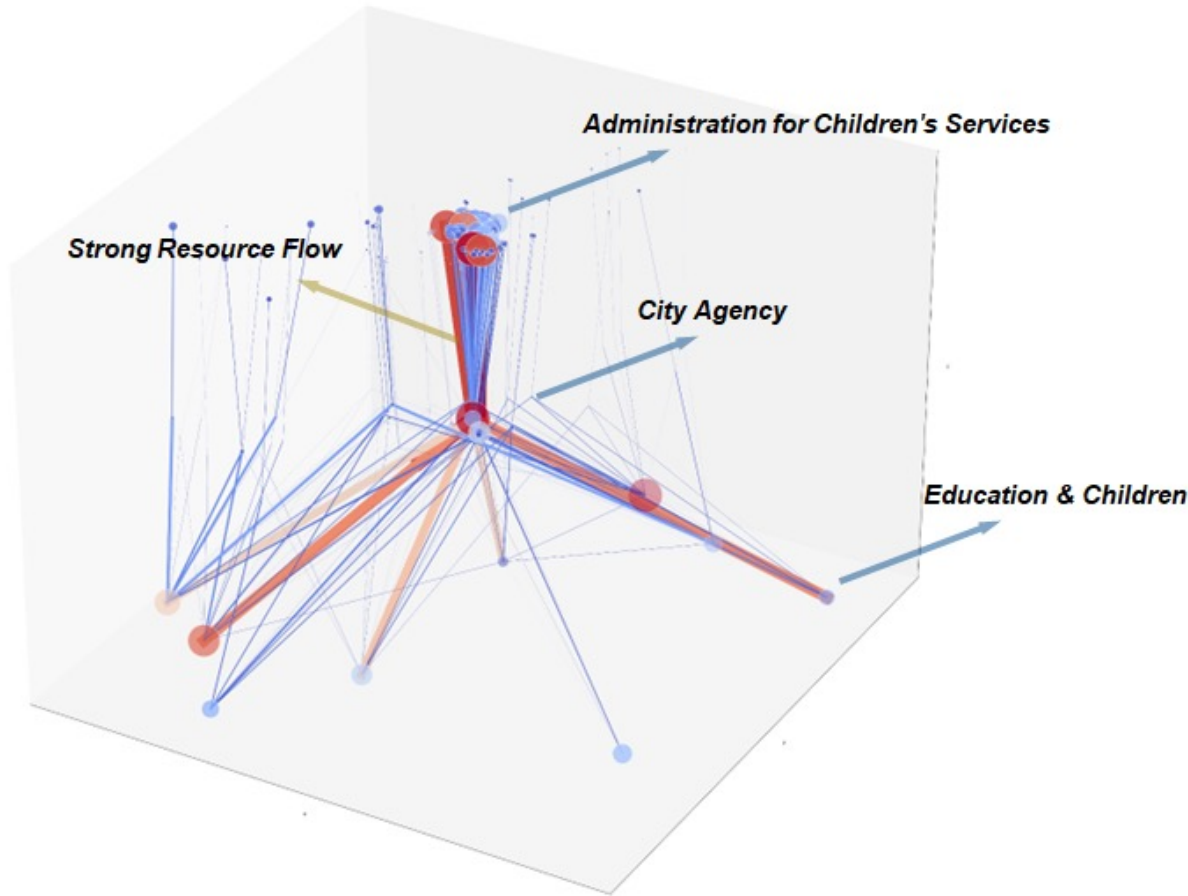 Administration for Children's Services
Strong Resource Flow
City Agency
Education & Children